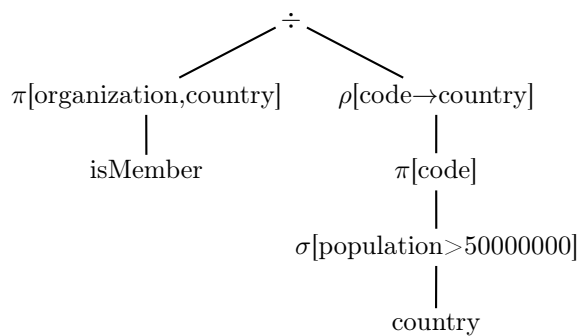 ÷
π[organization,country] ρ[code→country]
isMember π[code]
σ[population>50000000]
country